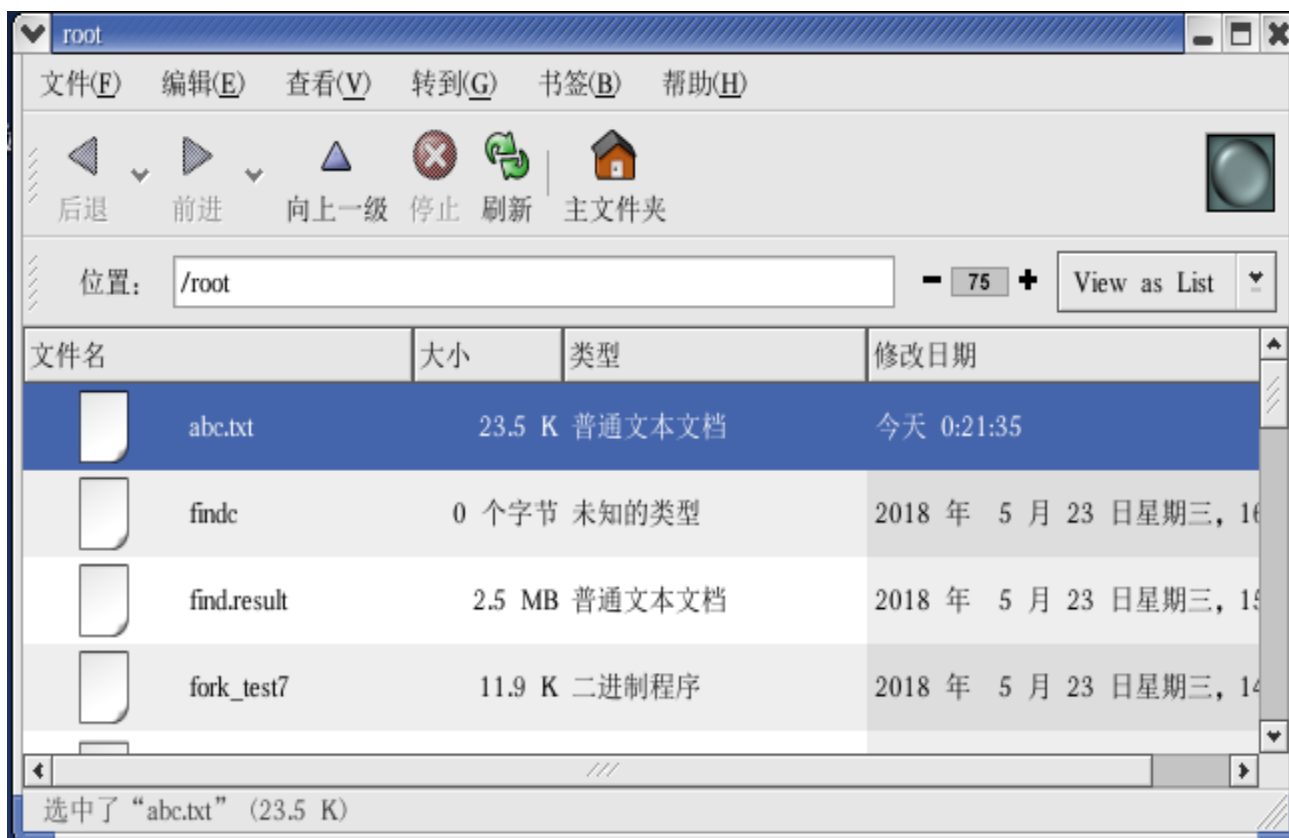 root
文件(F) 编辑(E) 查看(V) 转到(G) 书签(B) 帮助(H)
后退 前进 向上一级 停止 刷新 主文件夹
位置: /root 75 View as List
文件名 大小 类型 修改日期
abc.txt 23.5 K 普通文本文档 今天 0:21:35
findc 0 个字节 未知的类型 2018 年 5 月 23 日星期三,
find.result 2.5 MB 普通文本文档 2018 年 5 月 23 日星期三,
fork_test7 11.9 K 二进制程序 2018 年 5 月 23 日星期三,
选中了“abc.txt” (23.5 K)